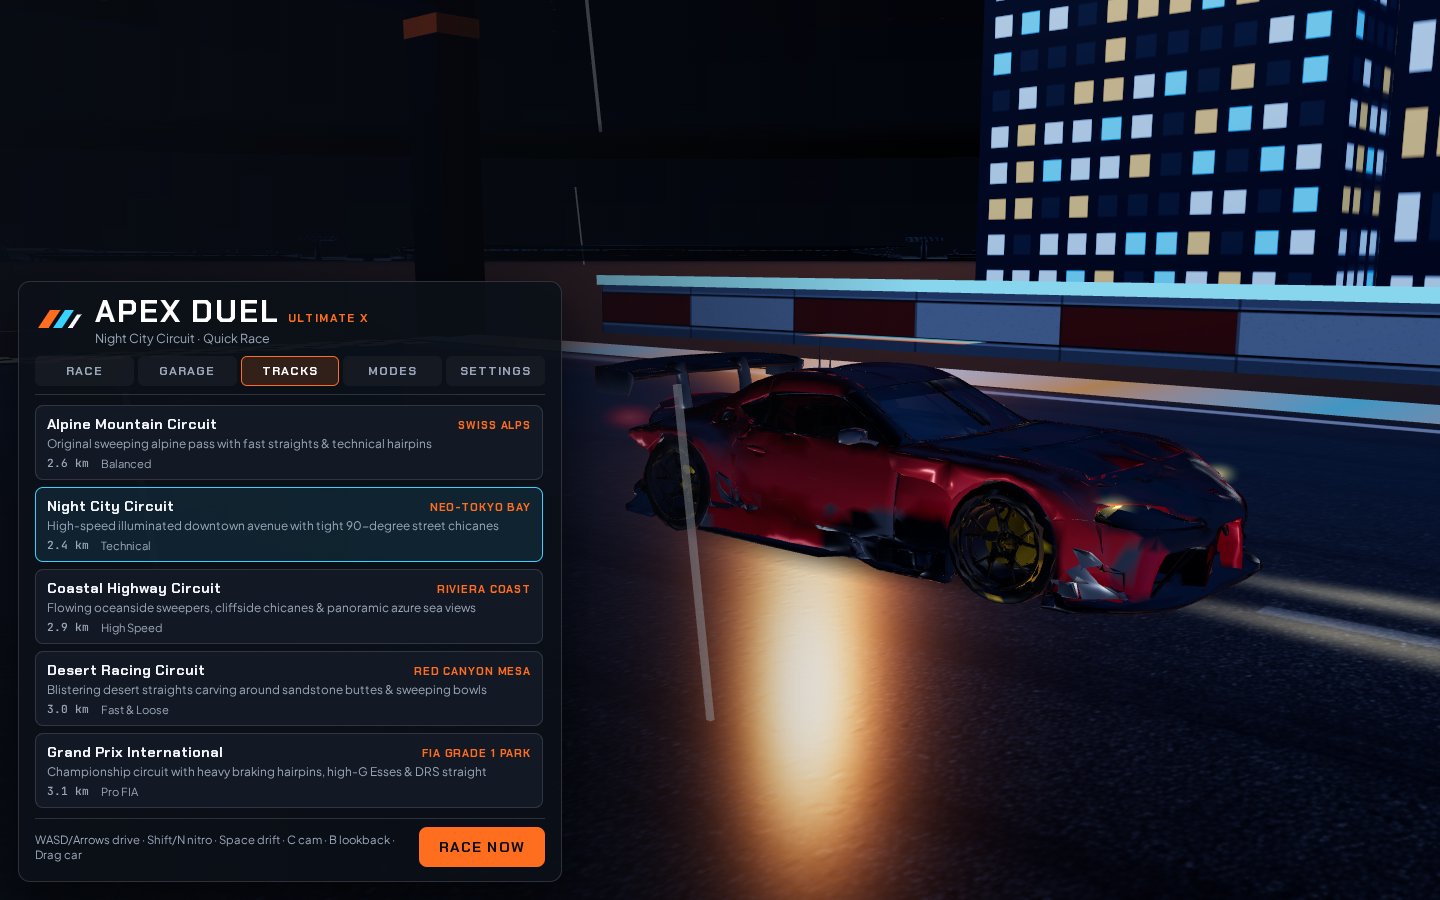 APEX DUEL ULTIMATE X
Night City Circuit · Quick Race
RACE GARAGE TRACKS MODES SETTINGS
Alpine Mountain Circuit SWISS ALPS
Original sweeping alpine pass with fast straights & technical hairpins
2.6 km Balanced
Night City Circuit NEO-TOKYO BAY
High-speed illuminated downtown avenue with tight 90-degree street chicanes
2.4 km Technical
Coastal Highway Circuit RIVIERA COAST
Flowing oceanside sweepers, cliffside chicanes & panoramic azure sea views
2.9 km High Speed
Desert Racing Circuit RED CANYON MESA
Blistering desert straights carving around sandstone buttes & sweeping bowls
3.0 km Fast & Loose
Grand Prix International FIA GRADE 1 PARK
Championship circuit with heavy braking hairpins, high-G Esses & DRS straight
3.1 km Pro FIA
WASD/Arrows drive · Shift/N nitro · Space drift · C cam · B lookback ·
Drag car
RACE NOW